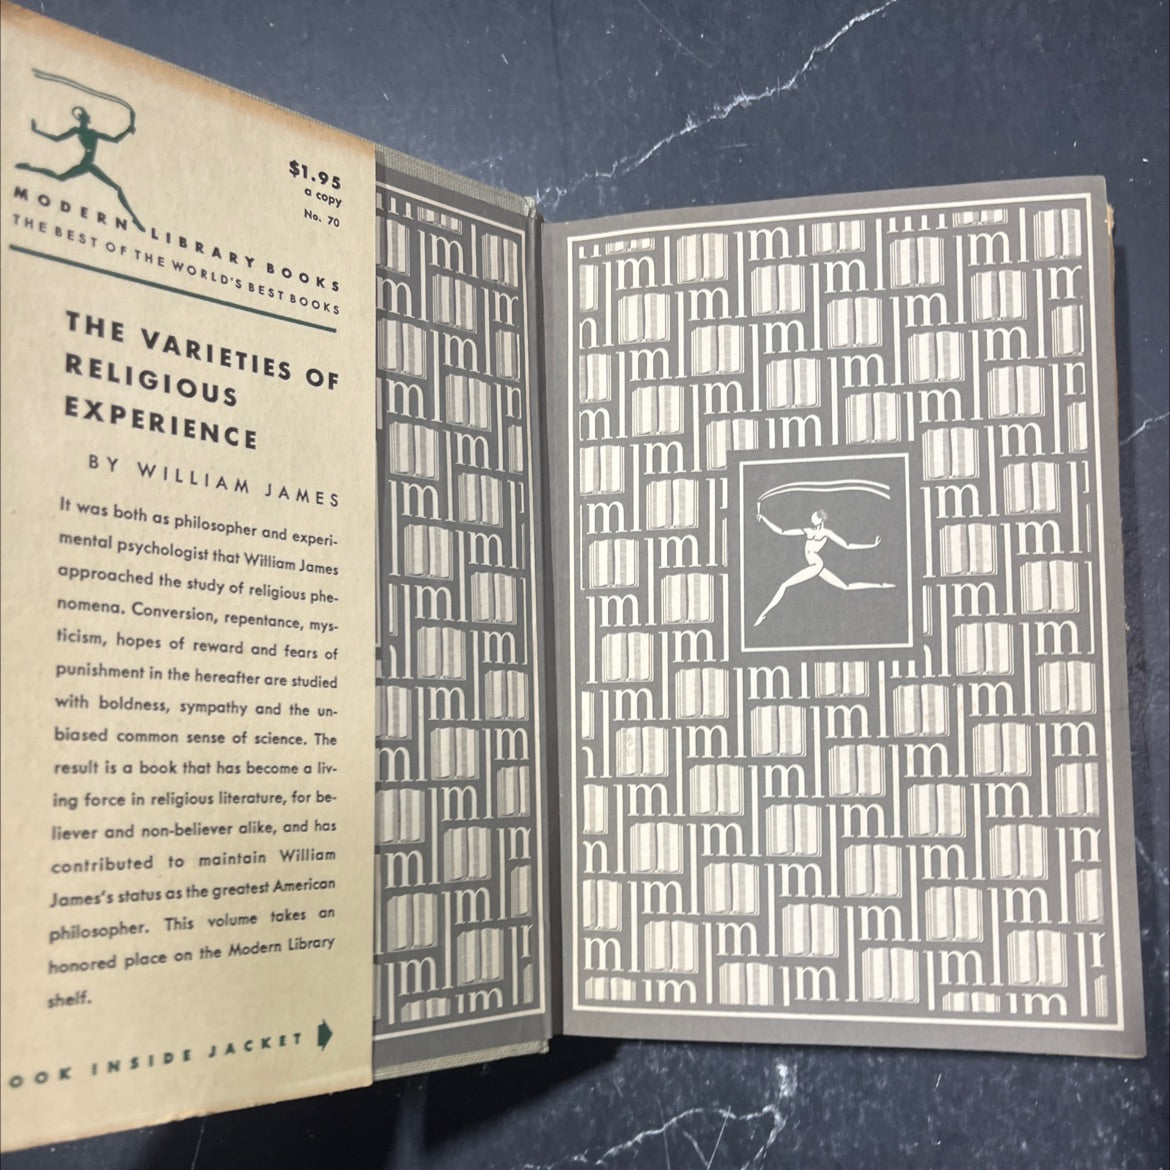 $1.95
a copy
No. 70
MODERN LIBRARY BOOKS
THE BEST OF THE WORLD'S BEST BOOKS
THE VARIETIES OF
RELIGIOUS
EXPERIENCE
BY WILLIAM JAMES
It was both as philosopher and experi-
mental psychologist that William James
approached the study of religious phe-
nomena. Conversion, repentance, mys-
ticism, hopes of reward and fears of
punishment in the hereafter are studied
with boldness, sympathy and the un-
biased common sense of science. The
result is a book that has become a liv-
ing force in religious literature, for be-
liever and non-believer alike, and has
contributed to maintain William
James's status as the greatest American
philosopher. This volume takes an
honored place on the Modern Library
shelf.
OOK INSIDE JACKET